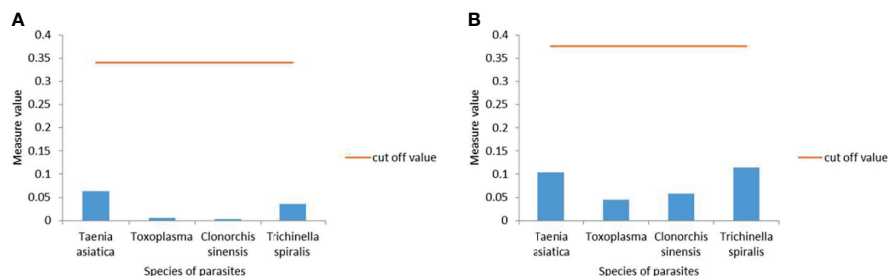 A
0.4
0.35
0.3
0.25
0.2
0.15
0.1
0.05
0
Measure value
Taenia asiatica
Toxoplasma
Clonorchis sinensis
Trichinella spiralis
Species of parasites
cut off value
B
0.4
0.35
0.3
0.25
0.2
0.15
0.1
0.05
0
Measure value
Taenia asiatica
Toxoplasma
Clonorchis sinensis
Trichinella spiralis
Species of parasites
cut off value